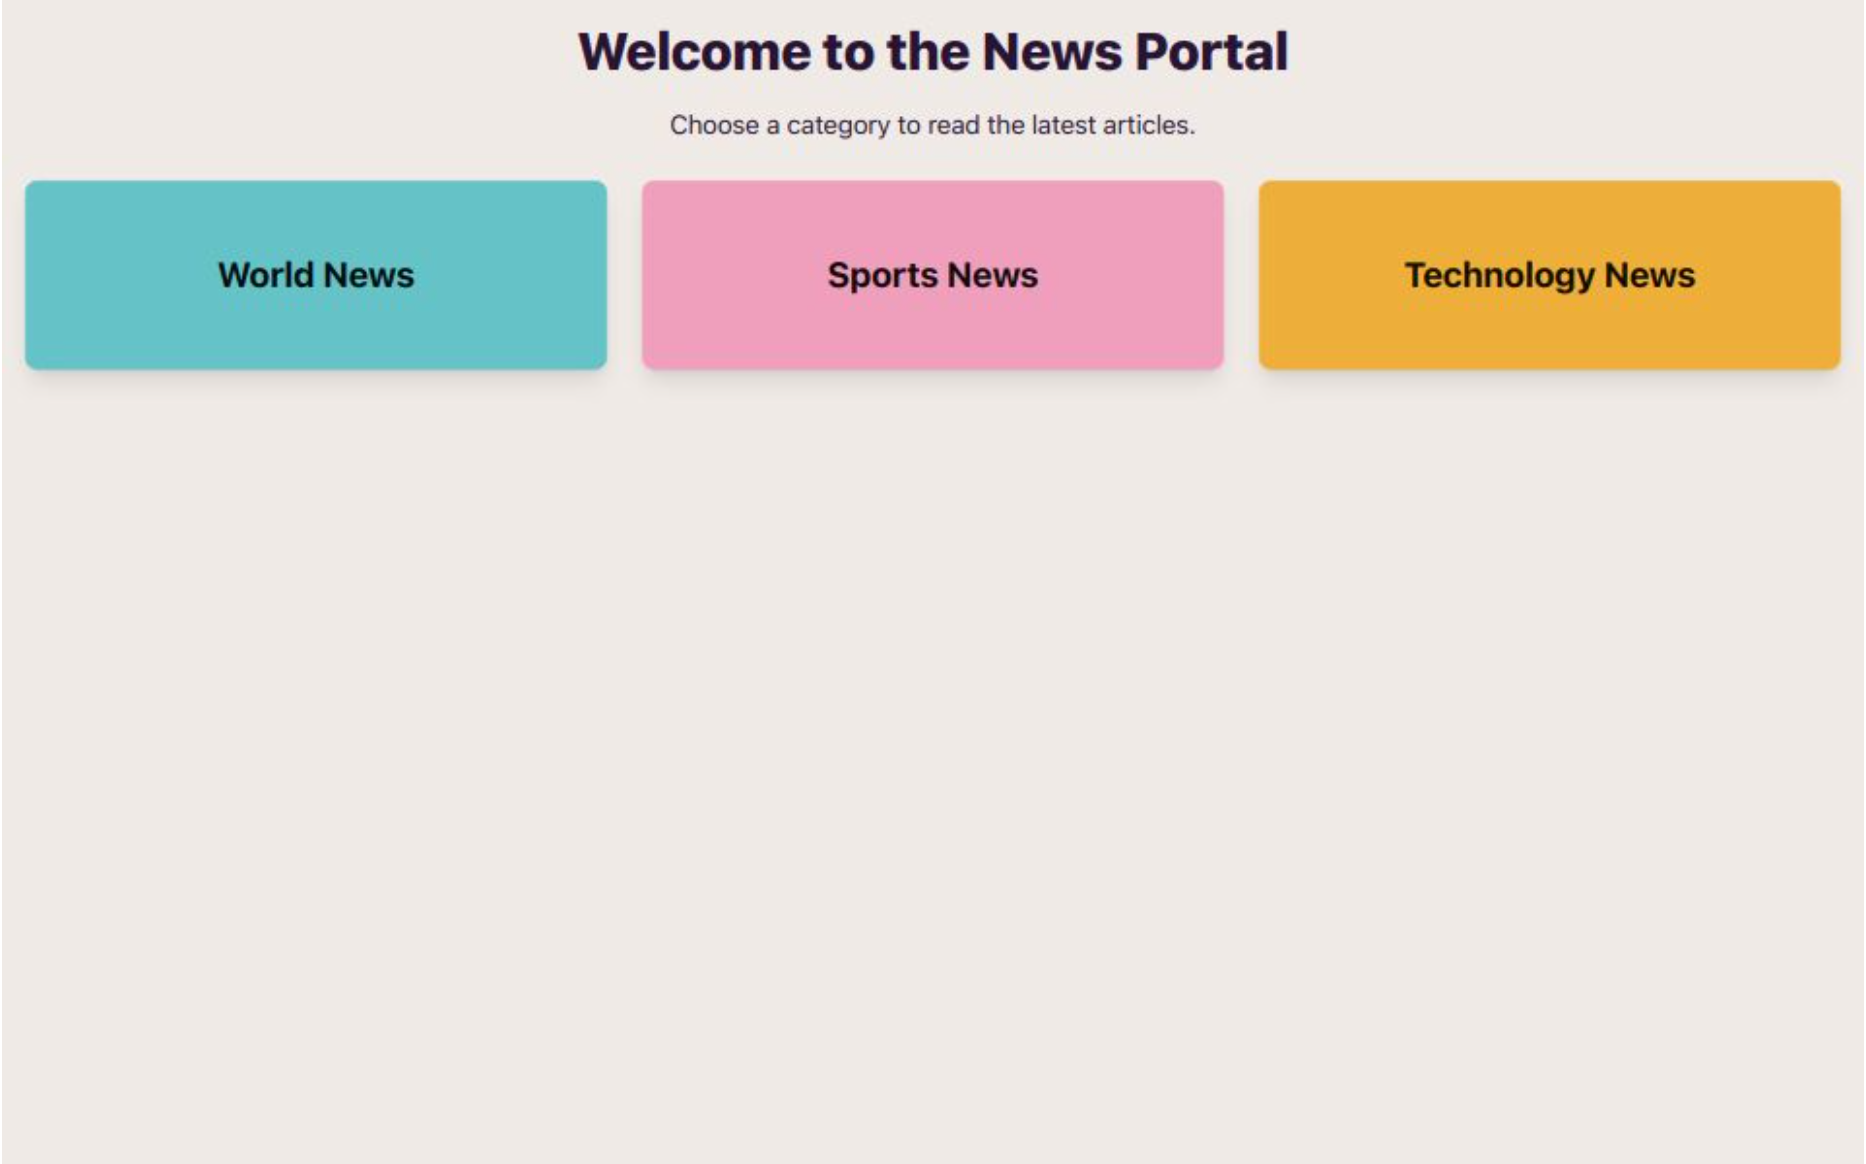 Welcome to the News Portal
Choose a category to read the latest articles.
World News
Sports News
Technology News